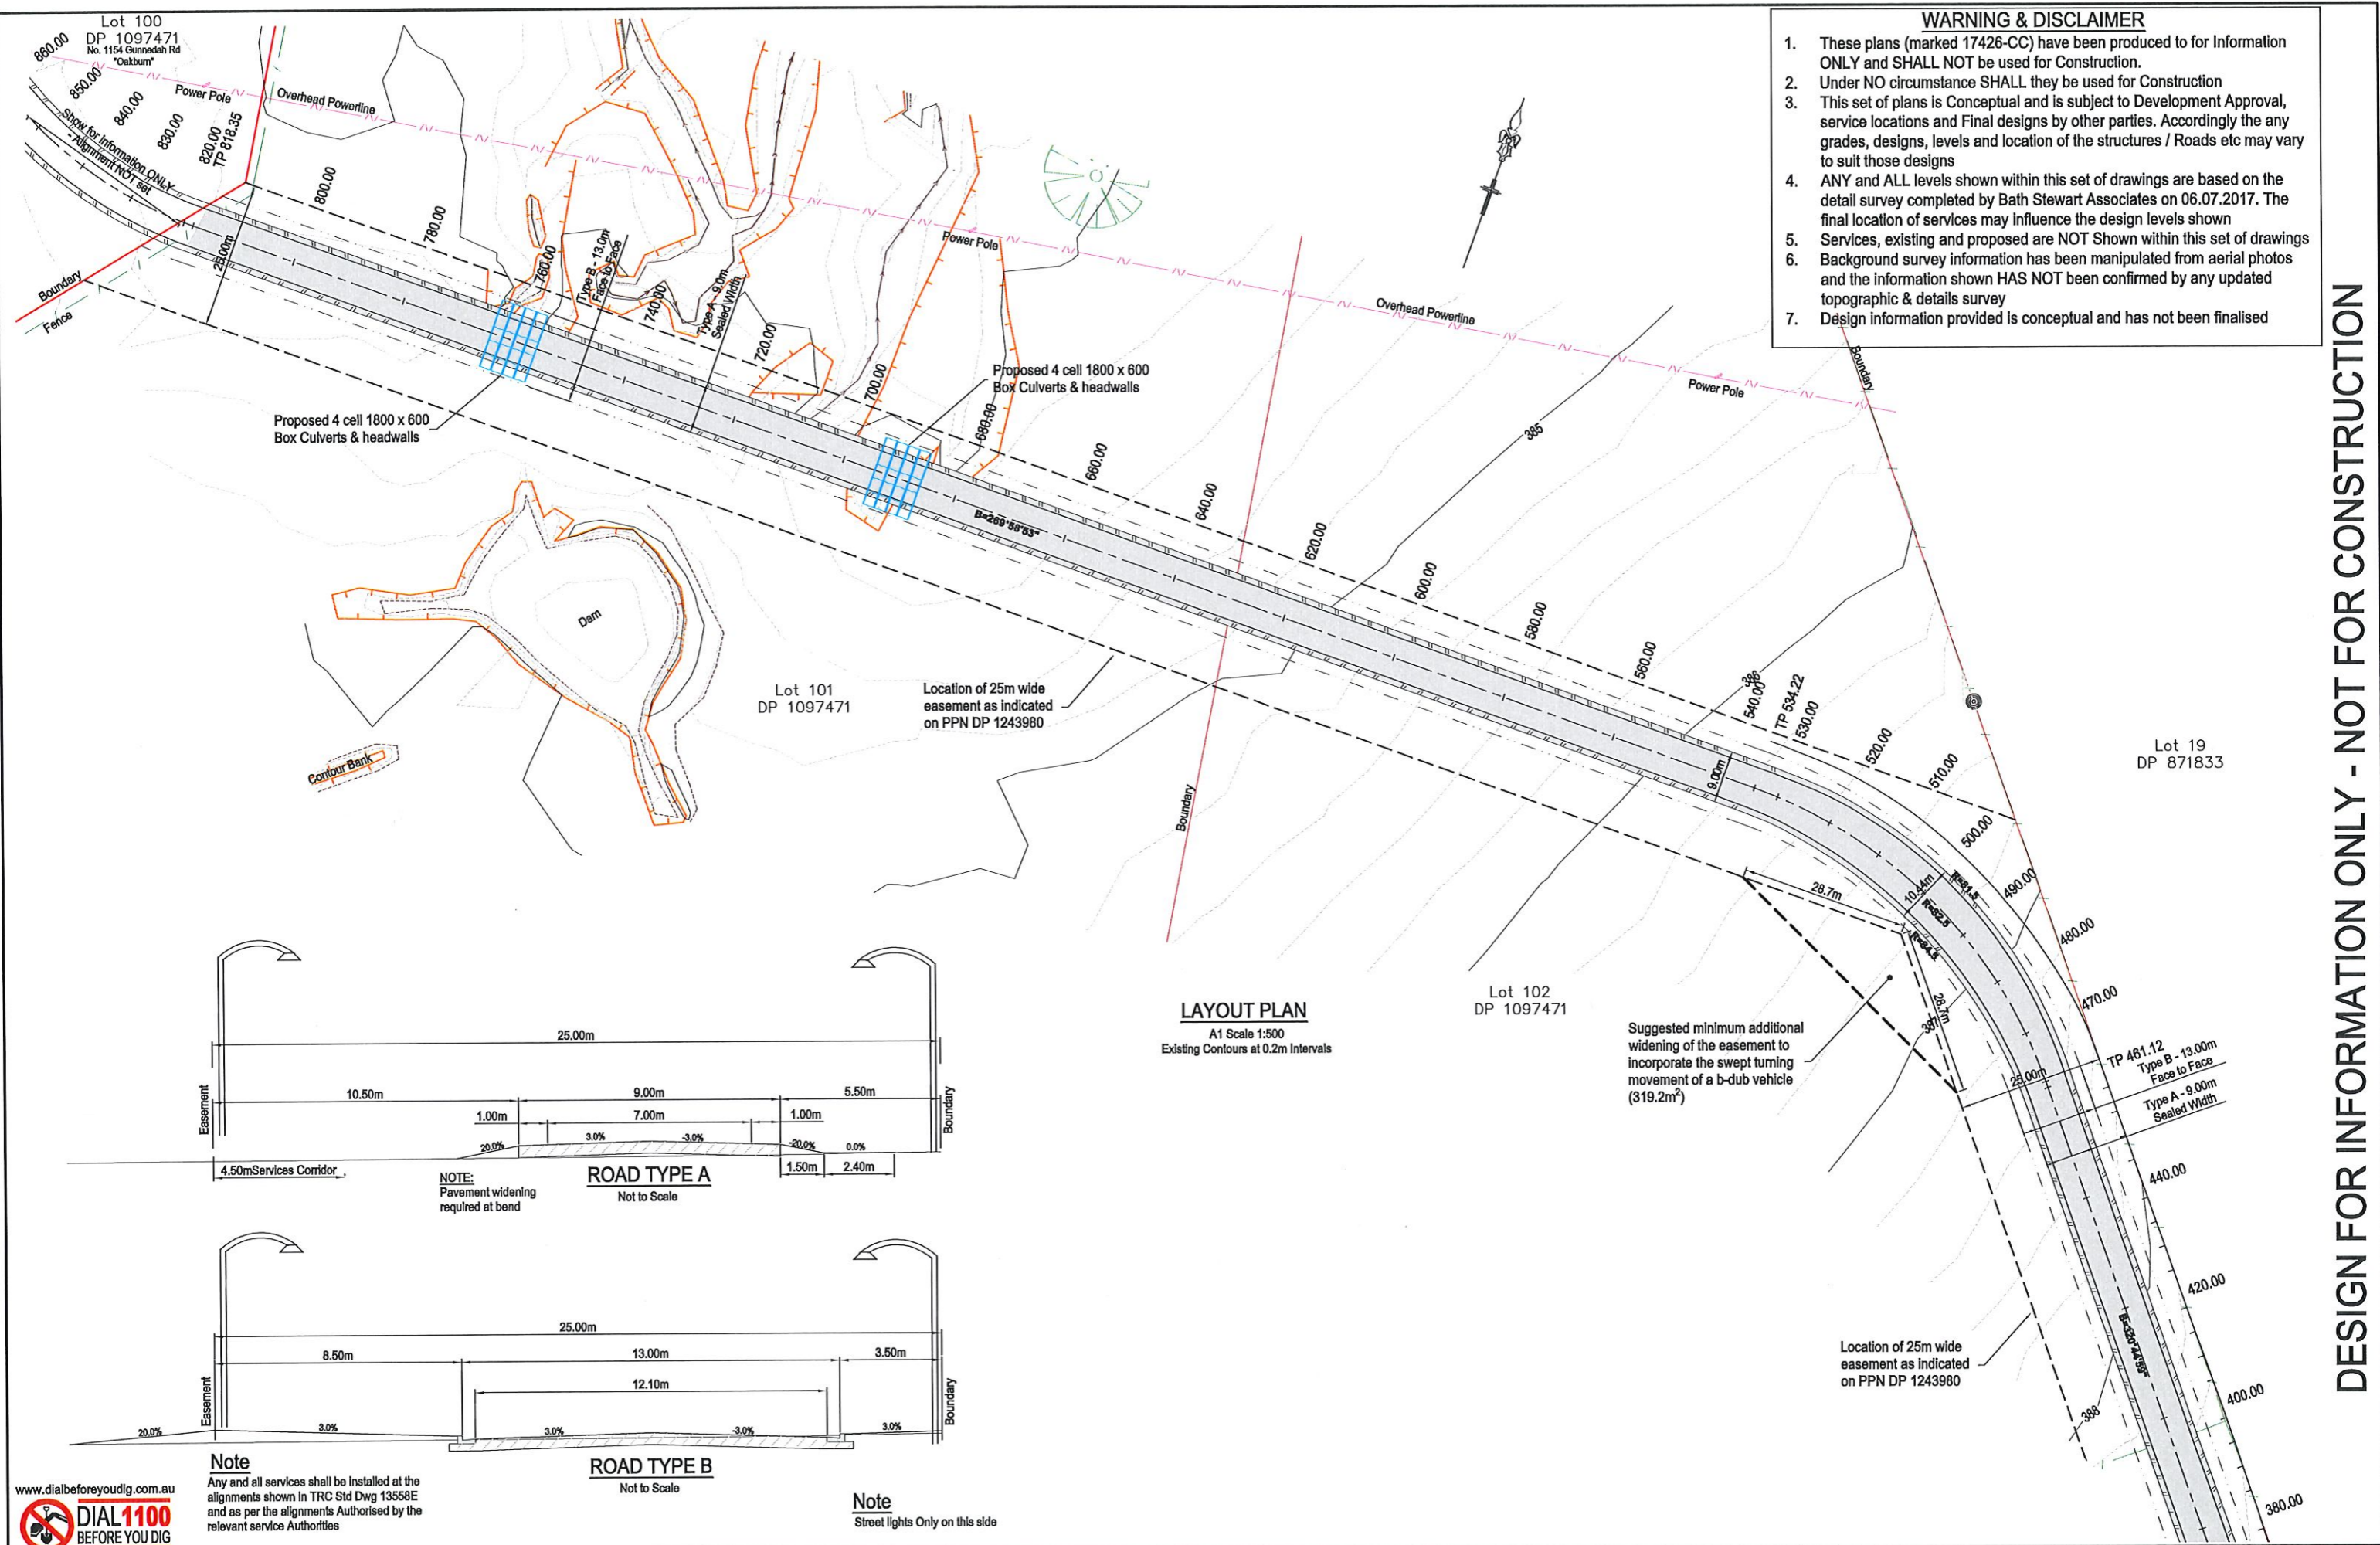 Lot 100
DP 1097471
No. 1154 Gunnedah Rd
"Oakburn"
860.00
850.00
840.00
830.00
820.00
TP 818.35
Show for Information ONLY
- Alignment NOT set
Power Pole
Overhead Powerline
800.00
780.00
760.00
740.00
720.00
700.00
680.00
660.00
640.00
620.00
600.00
580.00
560.00
540.00
TP 534.22
530.00
520.00
510.00
500.00
490.00
480.00
470.00
TP 461.12
Type B - 13.00m
Face to Face
Type A - 9.00m
Sealed Width
440.00
420.00
400.00
380.00
Boundary
Fence
25.00m
Type B - 13.0m
Face to Face
Type A - 9.0m
Sealed Width
Power Pole
Overhead Powerline
Power Pole
Boundary
Proposed 4 cell 1800 x 600
Box Culverts & headwalls
Proposed 4 cell 1800 x 600
Box Culverts & headwalls
B=269°58'53"
385
386
Dam
Contour Bank
Lot 101
DP 1097471
Location of 25m wide
easement as indicated
on PPN DP 1243980
Boundary
9.00m
Lot 19
DP 871833
28.7m
10.44m
R=81.5
R=82.5
R=84.5
28.7m
387
25.00m
Lot 102
DP 1097471
Suggested minimum additional
widening of the easement to
incorporate the swept turning
movement of a b-dub vehicle
(319.2m²)
Location of 25m wide
easement as indicated
on PPN DP 1243980
B=320°44'59"
388
LAYOUT PLAN
A1 Scale 1:500
Existing Contours at 0.2m Intervals
WARNING & DISCLAIMER
1. These plans (marked 17426-CC) have been produced to for Information
ONLY and SHALL NOT be used for Construction.
2. Under NO circumstance SHALL they be used for Construction
3. This set of plans is Conceptual and is subject to Development Approval,
service locations and Final designs by other parties. Accordingly the any
grades, designs, levels and location of the structures / Roads etc may vary
to suit those designs
4. ANY and ALL levels shown within this set of drawings are based on the
detail survey completed by Bath Stewart Associates on 06.07.2017. The
final location of services may influence the design levels shown
5. Services, existing and proposed are NOT Shown within this set of drawings
6. Background survey information has been manipulated from aerial photos
and the information shown HAS NOT been confirmed by any updated
topographic & details survey
7. Design information provided is conceptual and has not been finalised
DESIGN FOR INFORMATION ONLY - NOT FOR CONSTRUCTION
25.00m
10.50m
9.00m
5.50m
1.00m
7.00m
1.00m
Easement
Boundary
20.0%
3.0%
-3.0%
-20.0%
0.0%
4.50mServices Corridor
1.50m
2.40m
NOTE:
Pavement widening
required at bend
ROAD TYPE A
Not to Scale
25.00m
8.50m
13.00m
3.50m
12.10m
Easement
Boundary
20.0%
3.0%
3.0%
-3.0%
3.0%
ROAD TYPE B
Not to Scale
Note
Any and all services shall be installed at the
alignments shown in TRC Std Dwg 13558E
and as per the alignments Authorised by the
relevant service Authorities
Note
Street lights Only on this side
www.dialbeforeyoudig.com.au
DIAL1100
BEFORE YOU DIG